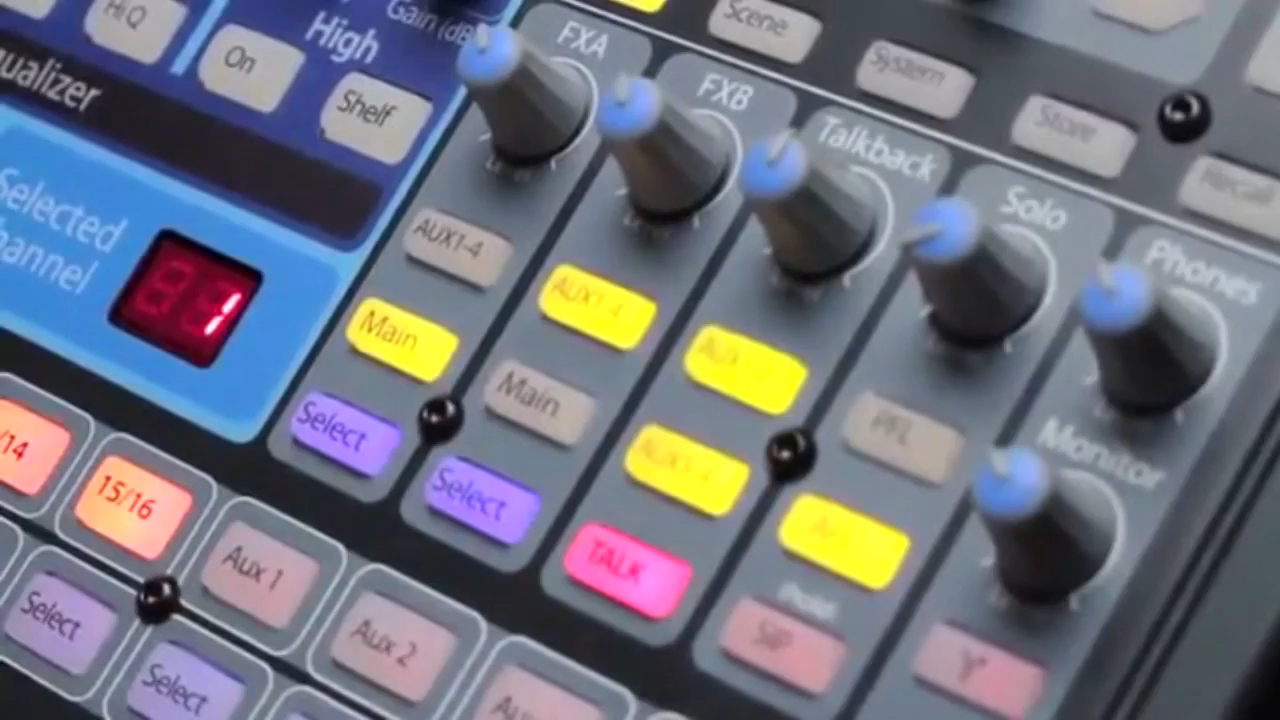 Hi Q
Gain (dB
High
On
Shelf
ualizer
Selected
hannel
1
FXA
FXB
Talkback
Solo
Phones
Scene
System
Store
Recall
AUX1-4
Main
Select
AUX1-4
Main
Select
TALK
PFL
SIP
Monitor
/14
15/16
Aux 1
Aux 2
Select
Select